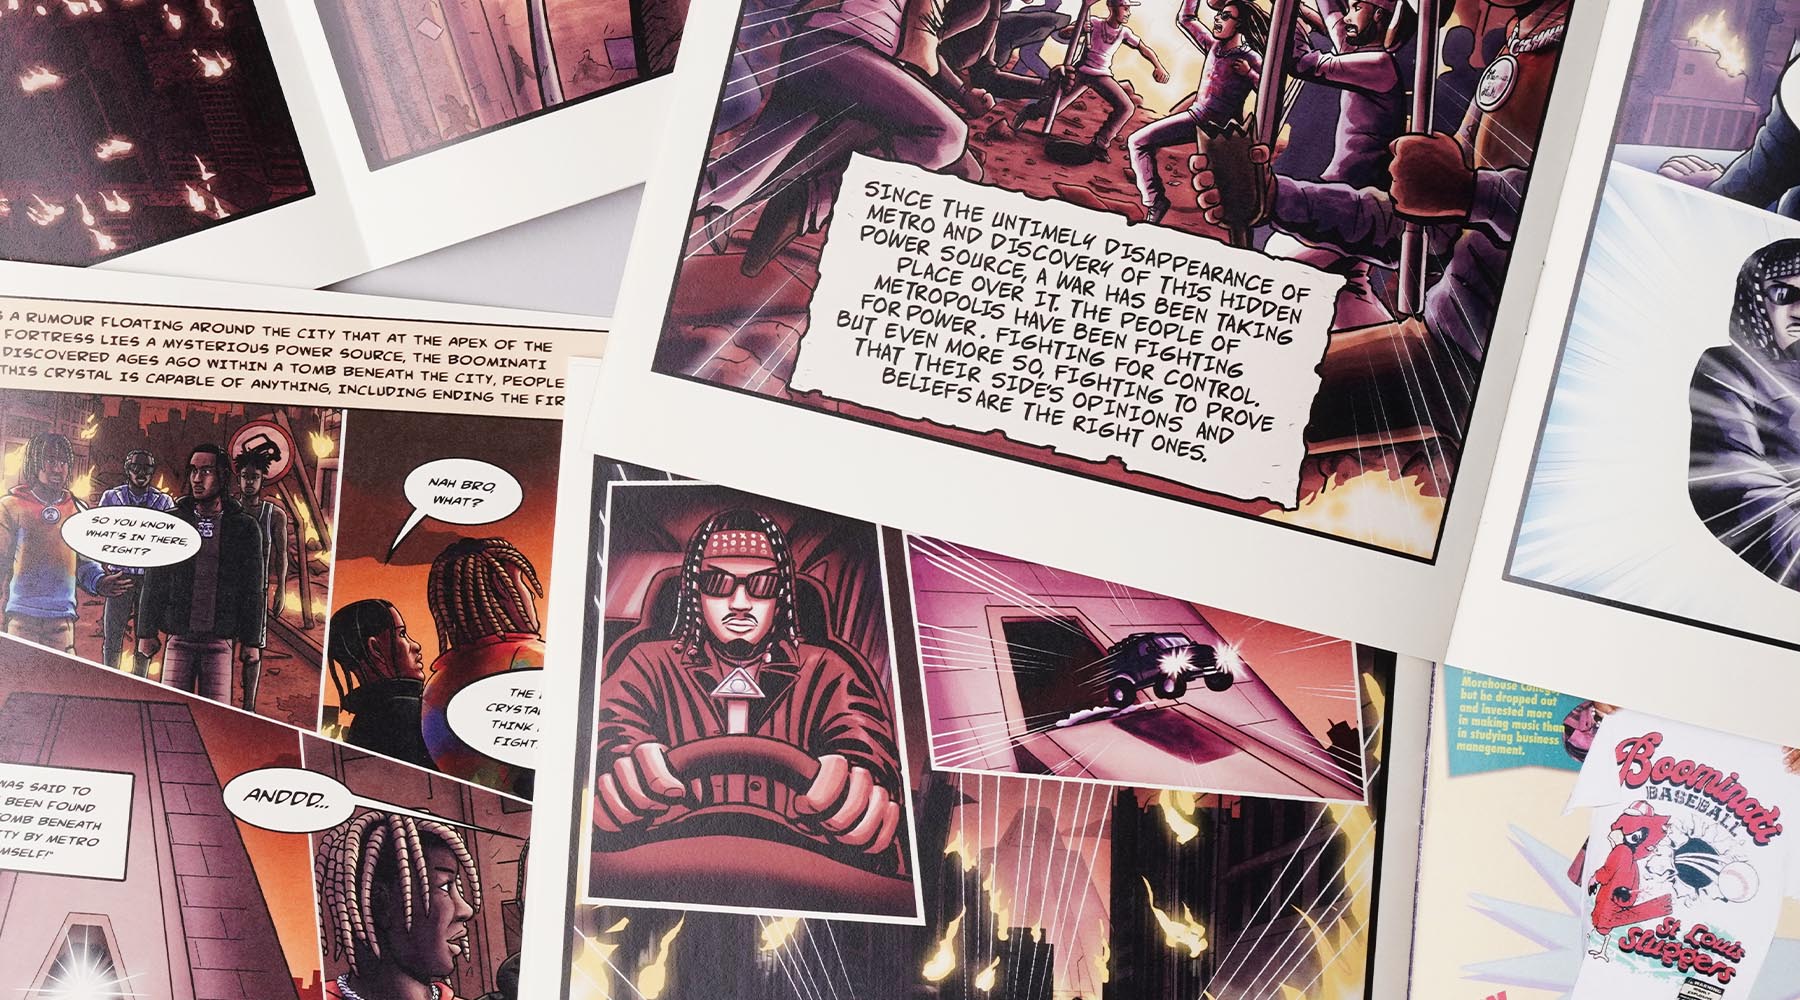 SINCE THE UNTIMELY DISAPPEARANCE OF
METRO AND DISCOVERY OF THIS HIDDEN
POWER SOURCE, A WAR HAS BEEN TAKING
PLACE OVER IT. THE PEOPLE OF
METROPOLIS HAVE BEEN FIGHTING
FOR POWER. FIGHTING FOR CONTROL.
BUT EVEN MORE SO, FIGHTING TO PROVE
THAT THEIR SIDE'S OPINIONS AND
BELIEFS ARE THE RIGHT ONES.
A RUMOUR FLOATING AROUND THE CITY THAT AT THE APEX OF THE
FORTRESS LIES A MYSTERIOUS POWER SOURCE, THE BOOMINATI
DISCOVERED AGES AGO WITHIN A TOMB BENEATH THE CITY, PEOPLE
THIS CRYSTAL IS CAPABLE OF ANYTHING, INCLUDING ENDING THE
SO YOU KNOW
WHAT'S IN THERE,
RIGHT?
NAH BRO,
WHAT?
THE
THINK
FIGHT
WAS SAID TO
BEEN FOUND
TOMB BENEATH
BY METRO
ANDDD...
Morehouse College,
but he dropped out
and invested more
in making music than
in studying business
management.
Boominati
BASEBALL
St Louis
Sluggers